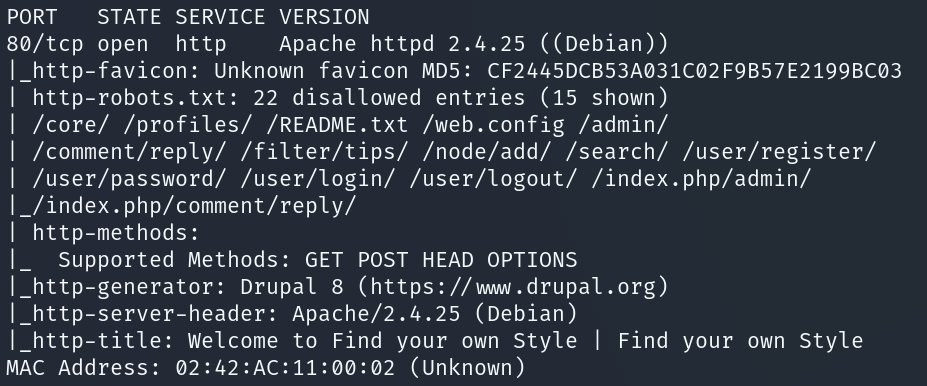 PORT   STATE SERVICE VERSION
80/tcp open  http    Apache httpd 2.4.25 ((Debian))
|_http-favicon: Unknown favicon MD5: CF2445DCB53A031C02F9B57E2199BC03
| http-robots.txt: 22 disallowed entries (15 shown)
| /core/ /profiles/ /README.txt /web.config /admin/
| /comment/reply/ /filter/tips/ /node/add/ /search/ /user/register/
| /user/password/ /user/login/ /user/logout/ /index.php/admin/
|_/index.php/comment/reply/
| http-methods:
|_  Supported Methods: GET POST HEAD OPTIONS
|_http-generator: Drupal 8 (https://www.drupal.org)
|_http-server-header: Apache/2.4.25 (Debian)
|_http-title: Welcome to Find your own Style | Find your own Style
MAC Address: 02:42:AC:11:00:02 (Unknown)